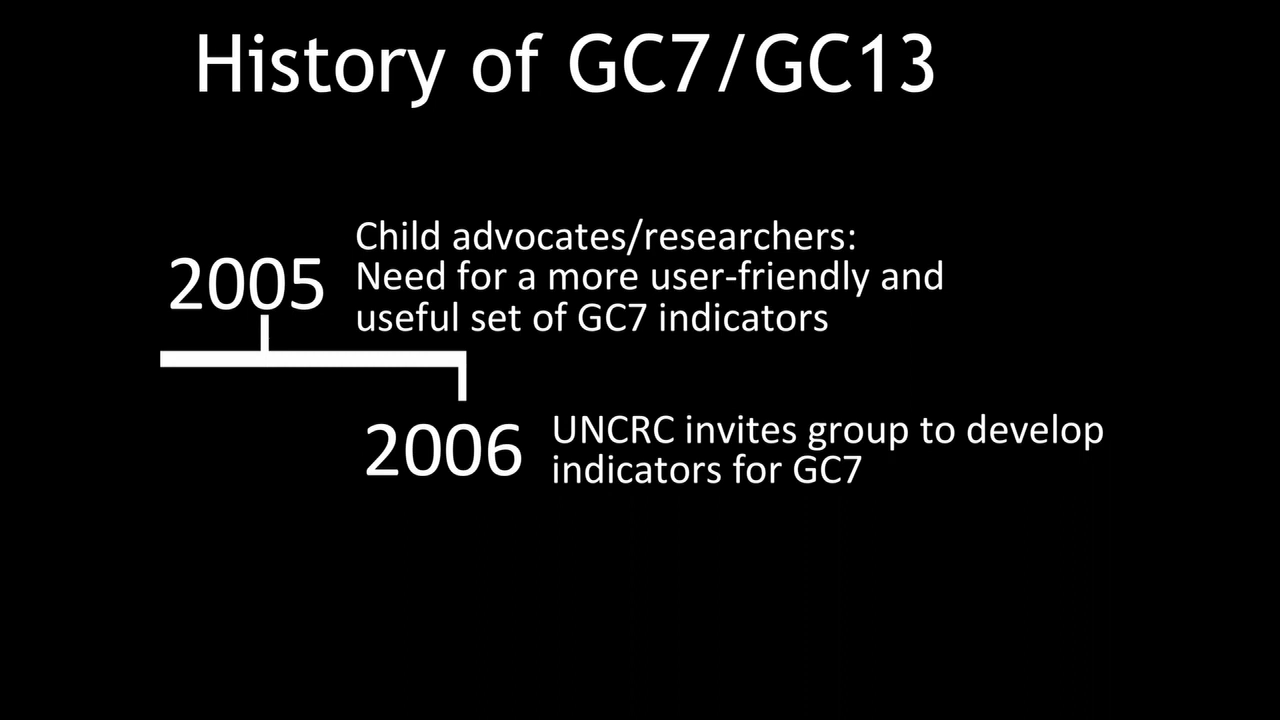 History of GC7/GC13
2005
Child advocates/researchers:
Need for a more user-friendly and
useful set of GC7 indicators
2006
UNCRC invites group to develop
indicators for GC7